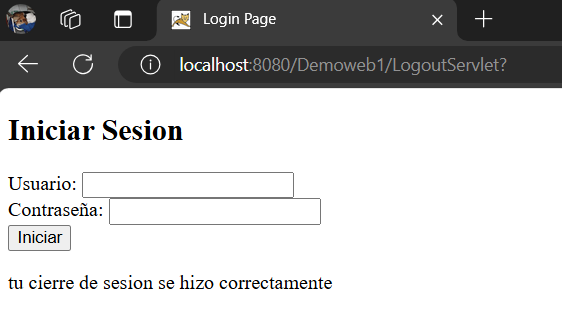 Login Page
localhost:8080/Demoweb1/LogoutServlet?
Iniciar Sesion
Usuario:
Contraseña:
Iniciar
tu cierre de sesion se hizo correctamente